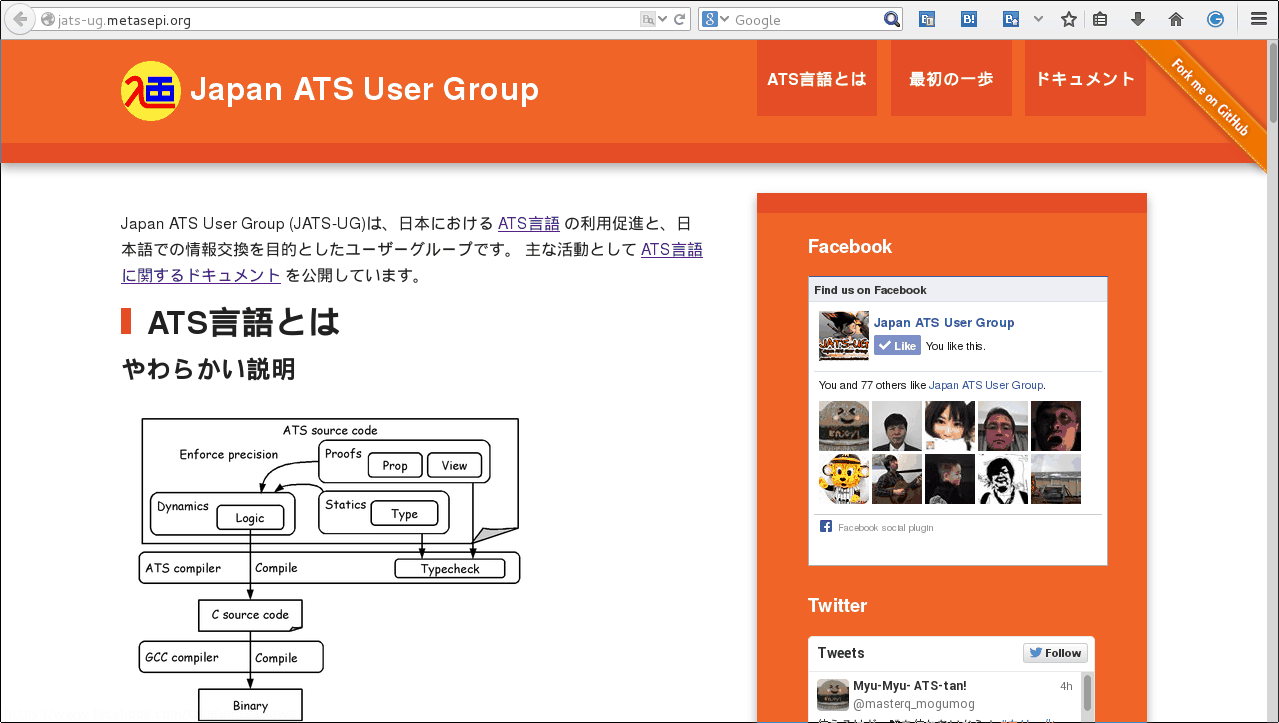 jats-ug.metasepi.org
Google
Japan ATS User Group
ATS言語とは
最初の一歩
ドキュメント
Fork me on GitHub
Japan ATS User Group (JATS-UG)は、日本における ATS言語 の利用促進と、日
本語での情報交換を目的としたユーザーグループです。 主な活動として ATS言語
に関するドキュメント を公開しています。
ATS言語とは
やわらかい説明
ATS source code
Enforce precision
Proofs
Prop
View
Dynamics
Logic
Statics
Type
ATS compiler
Compile
Typecheck
C source code
GCC compiler
Compile
Binary
Facebook
Find us on Facebook
Japan ATS User Group
Like
You like this.
You and 77 others like Japan ATS User Group.
Facebook social plugin
Twitter
Tweets
Follow
Myu-Myu- ATS-tan!
4h
@masterq_mogumog